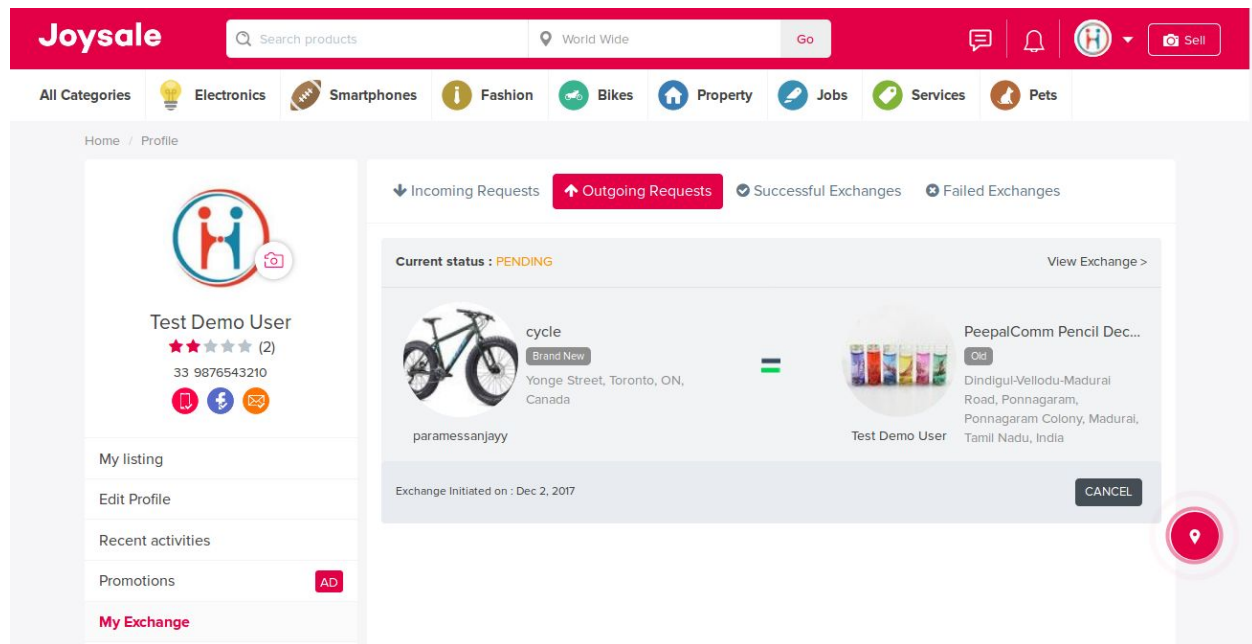 Joysale
Search products
World Wide
Go
Sell
All Categories
Electronics
Smartphones
Fashion
Bikes
Property
Jobs
Services
Pets
Home / Profile
Incoming Requests
Outgoing Requests
Successful Exchanges
Failed Exchanges
Test Demo User
(2)
33 9876543210
My listing
Edit Profile
Recent activities
Promotions
AD
My Exchange
Current status : PENDING
View Exchange >
cycle
Brand New
Yonge Street, Toronto, ON,
Canada
paramessanjayy
PeepalComm Pencil Dec...
Old
Dindigul-Vellodu-Madurai
Road, Ponnagaram,
Ponnagaram Colony, Madurai,
Tamil Nadu, India
Test Demo User
Exchange Initiated on : Dec 2, 2017
CANCEL